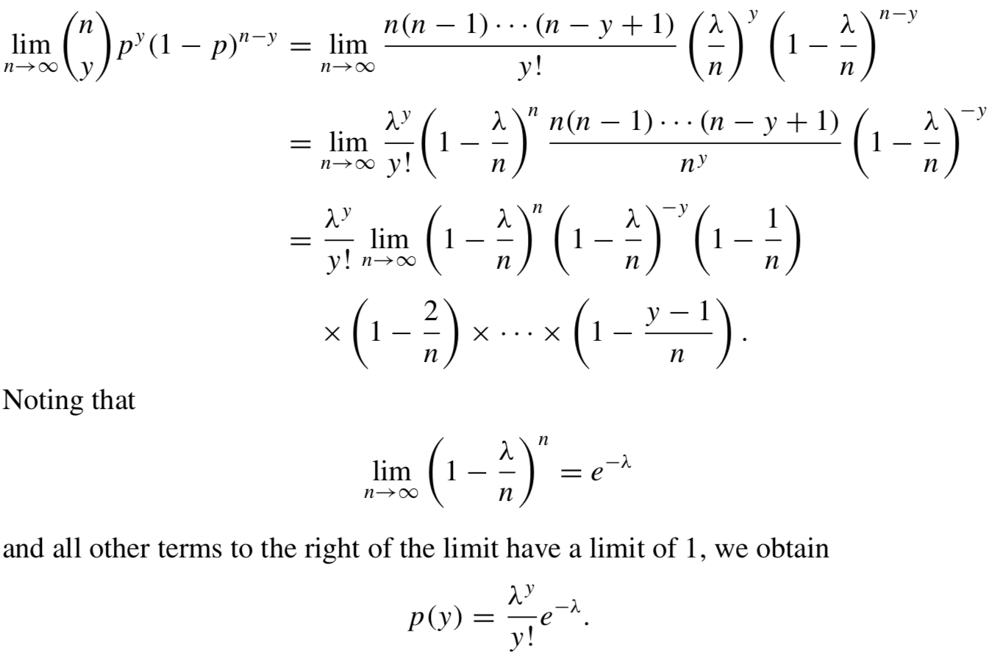 \lim_{n \to \infty} \binom{n}{y} p^y (1 - p)^{n-y} = \lim_{n \to \infty} \frac{n(n-1) \cdots (n-y+1)}{y!} \left( \frac{\lambda}{n} \right)^y \left( 1 - \frac{\lambda}{n} \right)^{n-y}
= \lim_{n \to \infty} \frac{\lambda^y}{y!} \left( 1 - \frac{\lambda}{n} \right)^n \frac{n(n-1) \cdots (n-y+1)}{n^y} \left( 1 - \frac{\lambda}{n} \right)^{-y}
= \frac{\lambda^y}{y!} \lim_{n \to \infty} \left( 1 - \frac{\lambda}{n} \right)^n \left( 1 - \frac{\lambda}{n} \right)^{-y} \left( 1 - \frac{1}{n} \right)
\times \left( 1 - \frac{2}{n} \right) \times \cdots \times \left( 1 - \frac{y-1}{n} \right).
Noting that
\lim_{n \to \infty} \left( 1 - \frac{\lambda}{n} \right)^n = e^{-\lambda}
and all other terms to the right of the limit have a limit of 1, we obtain
p(y) = \frac{\lambda^y}{y!} e^{-\lambda}.